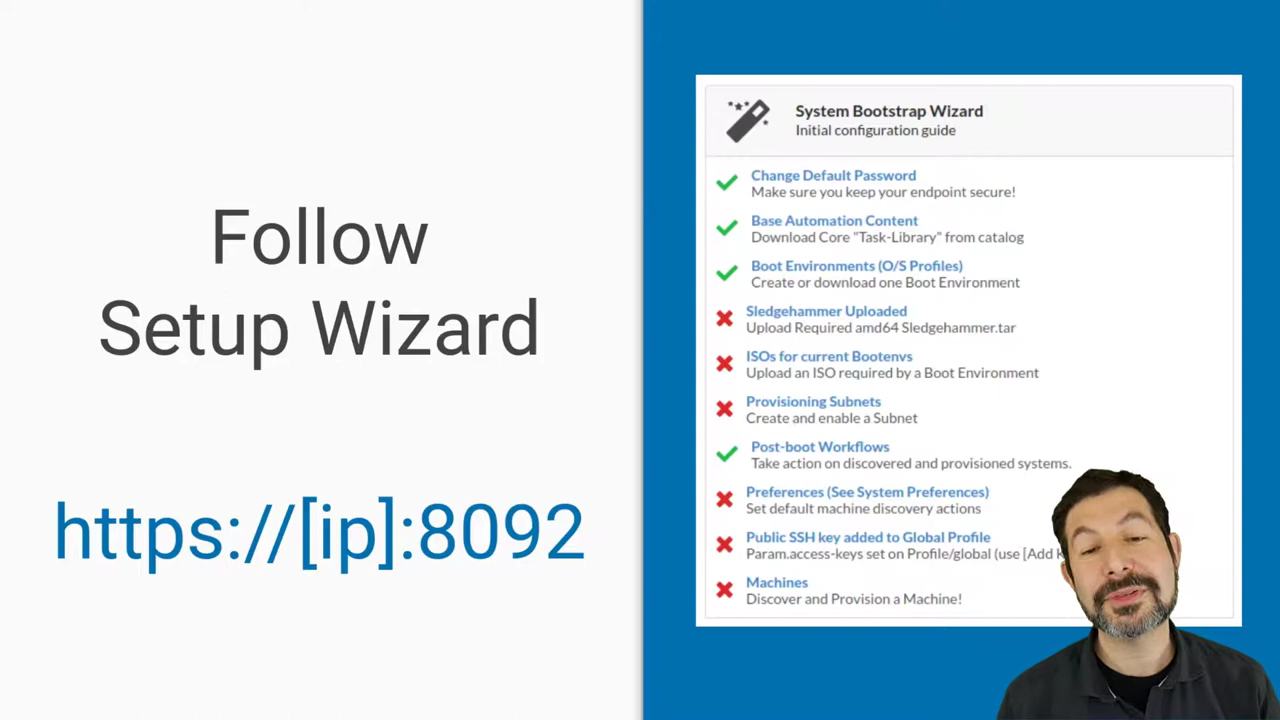 Follow
Setup Wizard
https://[ip]:8092
System Bootstrap Wizard
Initial configuration guide
Change Default Password
Make sure you keep your endpoint secure!
Base Automation Content
Download Core "Task-Library" from catalog
Boot Environments (O/S Profiles)
Create or download one Boot Environment
Sledgehammer Uploaded
Upload Required amd64 Sledgehammer.tar
ISOs for current Bootenvs
Upload an ISO required by a Boot Environment
Provisioning Subnets
Create and enable a Subnet
Post-boot Workflows
Take action on discovered and provisioned systems.
Preferences (See System Preferences)
Set default machine discovery actions
Public SSH key added to Global Profile
Param.access-keys set on Profile/global (use [Add
Machines
Discover and Provision a Machine!